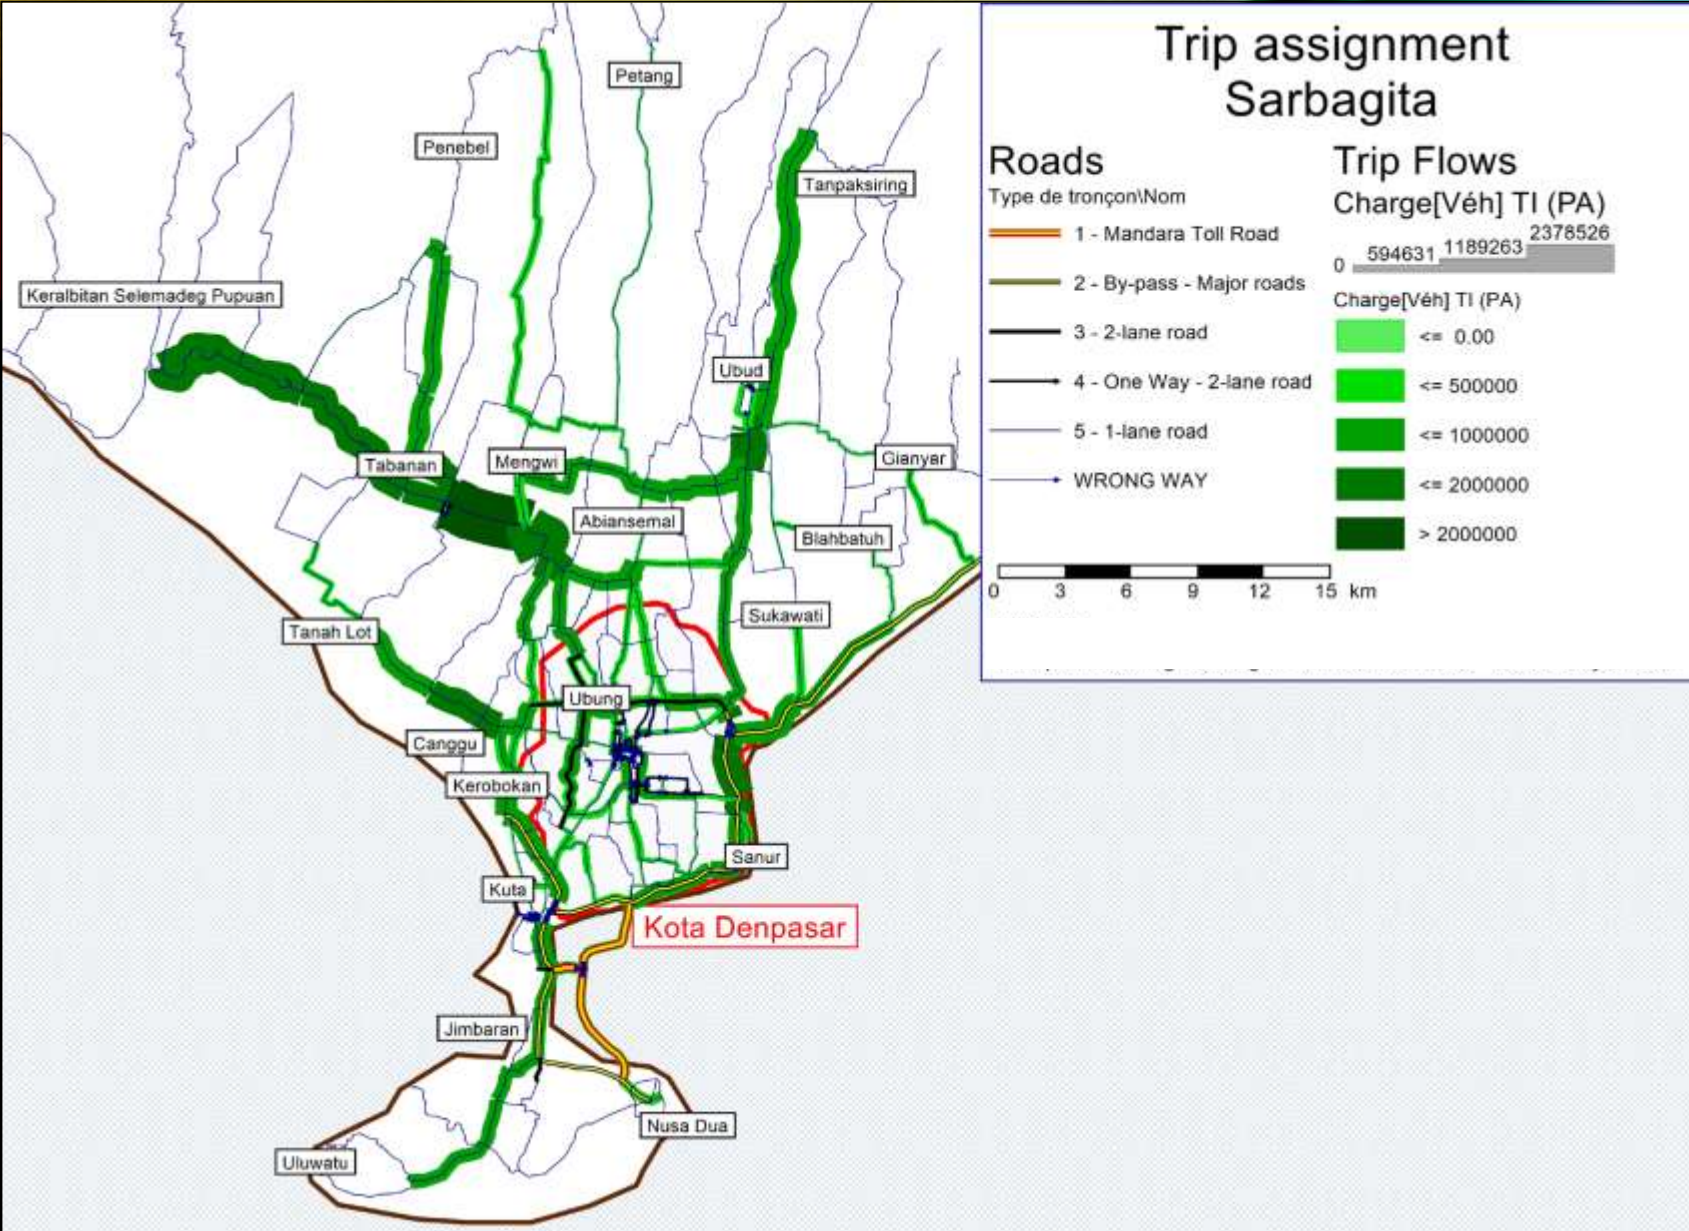 Trip assignment
Sarbagita
Roads
Type de tronçon\Nom
1 - Mandara Toll Road
2 - By-pass - Major roads
3 - 2-lane road
4 - One Way - 2-lane road
5 - 1-lane road
WRONG WAY
0 3 6 9 12 15 km
Trip Flows
Charge[Véh] TI (PA)
0 594631 1189263 2378526
Charge[Véh] TI (PA)
<= 0.00
<= 500000
<= 1000000
<= 2000000
> 2000000
Petang
Penebel
Tanpaksiring
Keralbitan Selemadeg Pupuan
Ubud
Tabanan
Mengwi
Gianyar
Abiansemal
Blahbatuh
Sukawati
Tanah Lot
Ubung
Canggu
Kerobokan
Sanur
Kuta
Kota Denpasar
Jimbaran
Nusa Dua
Uluwatu